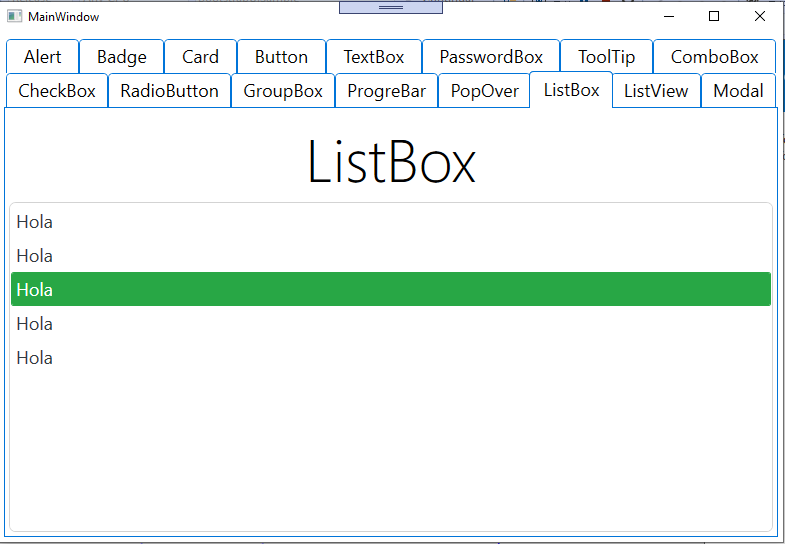 MainWindow
Alert Badge Card Button TextBox PasswordBox ToolTip ComboBox
CheckBox RadioButton GroupBox ProgreBar PopOver ListBox ListView Modal
ListBox
Hola
Hola
Hola
Hola
Hola